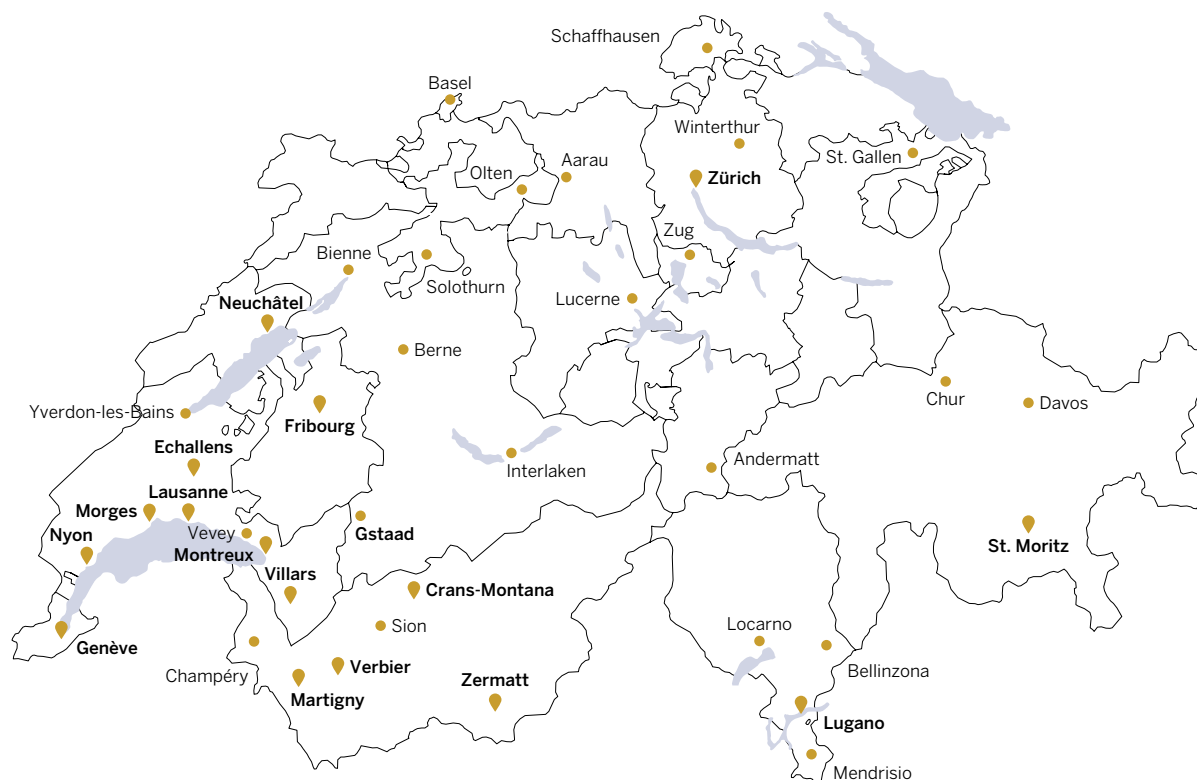 Schaffhausen
Basel
Winterthur
St. Gallen
Aarau
Olten
Zürich
Zug
Bienne
Solothurn
Neuchâtel
Lucerne
Berne
Chur
Davos
Yverdon-les-Bains
Fribourg
Echallens
Interlaken
Andermatt
Lausanne
Morges
Vevey
Gstaad
Nyon
Montreux
St. Moritz
Villars
Crans-Montana
Sion
Locarno
Genève
Champéry
Verbier
Bellinzona
Zermatt
Martigny
Lugano
Mendrisio